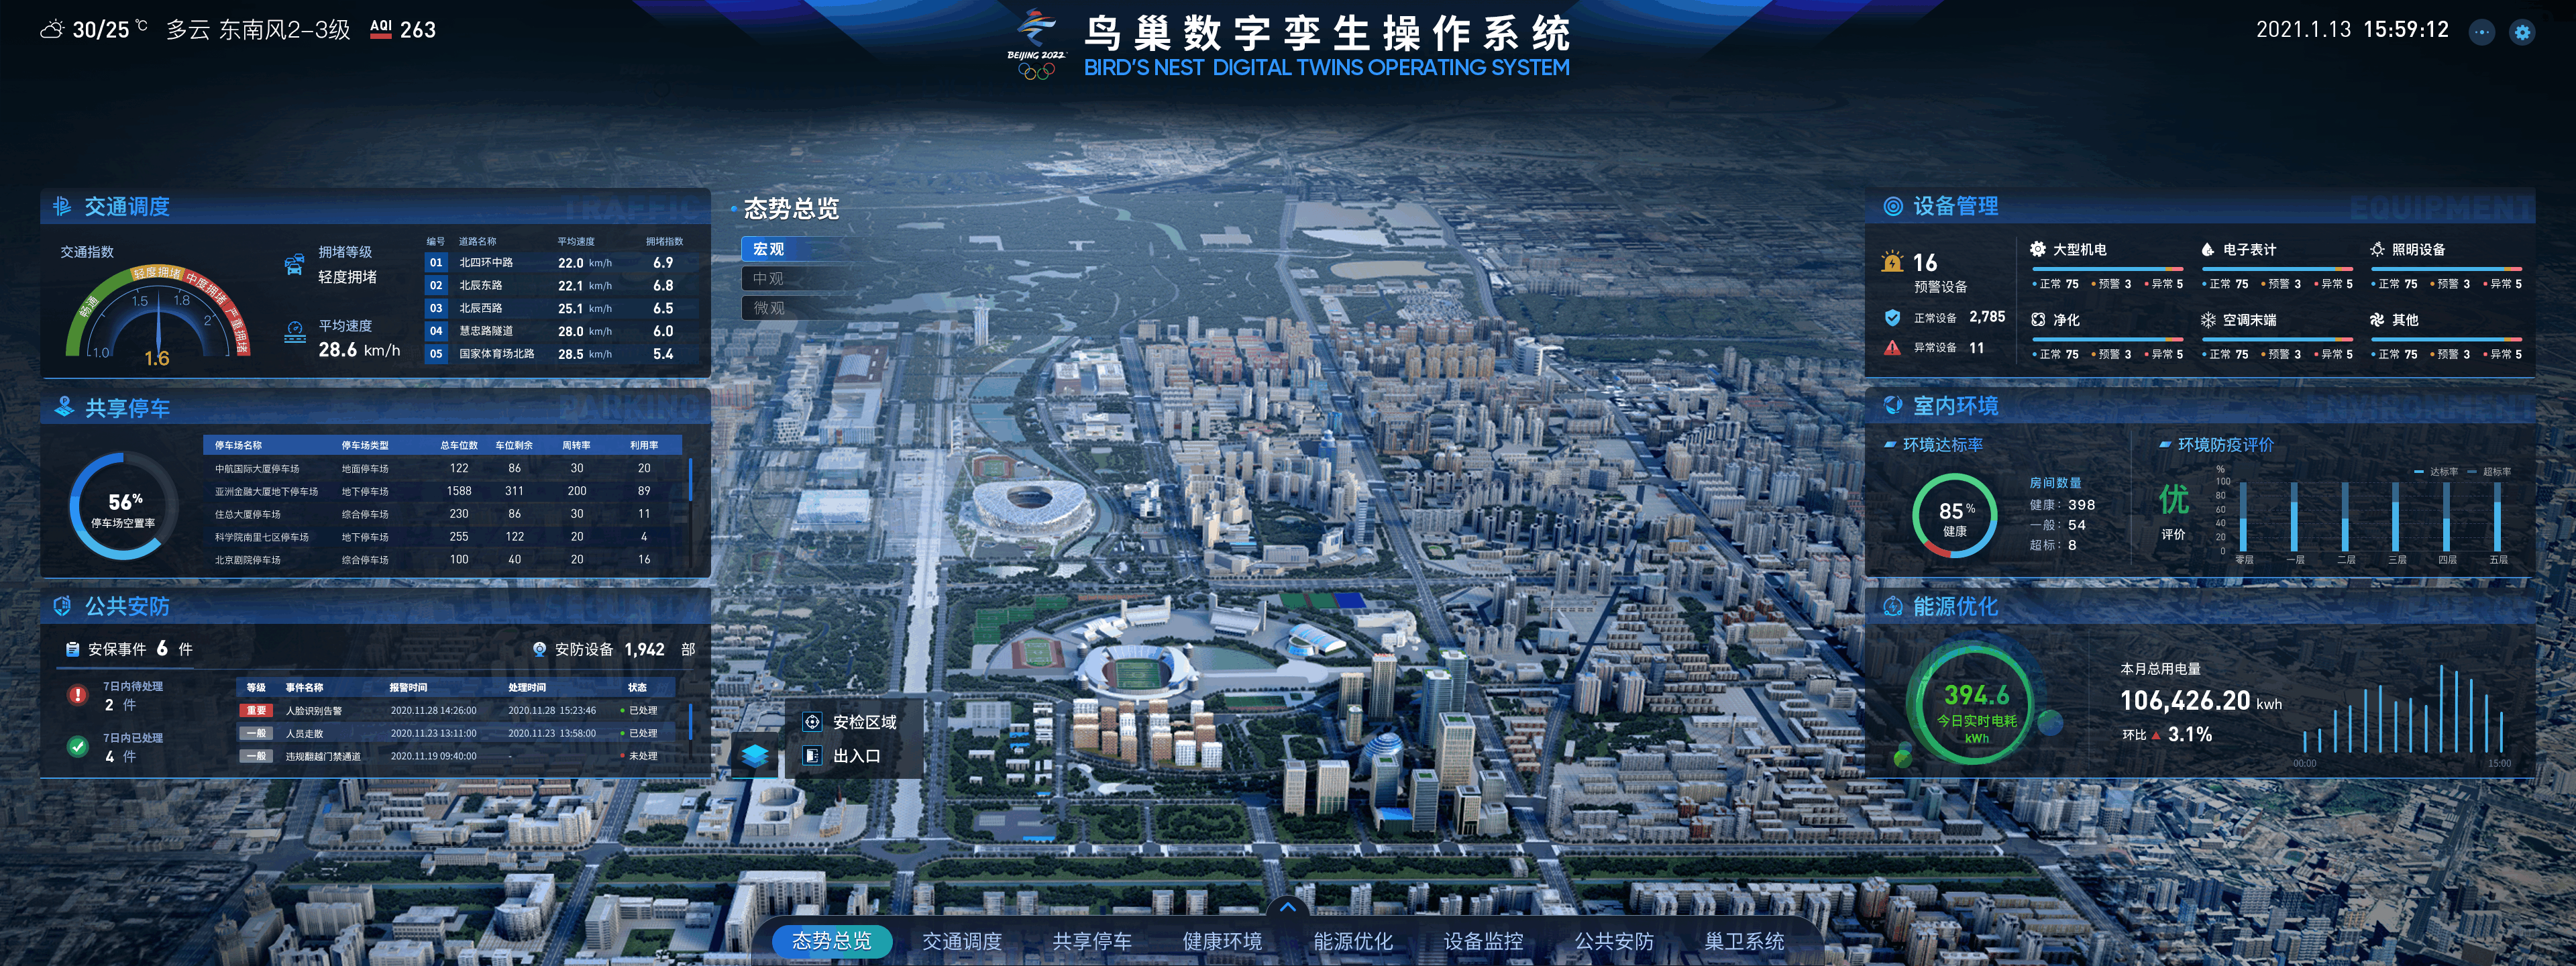 30/25 ℃ 多云 东南风2-3级 AQI 263
BEIJING 2022
鸟巢数字孪生操作系统
BIRD'S NEST DIGITAL TWINS OPERATING SYSTEM
2021.1.13 15:59:12
交通调度
TRAFFIC
交通指数
畅通 轻度拥堵 中度拥堵 严重拥堵
1.0 1.5 1.8 2
1.6
拥堵等级
轻度拥堵
平均速度
28.6 km/h
编号 道路名称 平均速度 拥堵指数
01 北四环中路 22.0 km/h 6.9
02 北辰东路 22.1 km/h 6.8
03 北辰西路 25.1 km/h 6.5
04 慧忠路隧道 28.0 km/h 6.0
05 国家体育场北路 28.5 km/h 5.4
共享停车
PARKING
56%
停车场空置率
停车场名称 停车场类型 总车位数 车位剩余 周转率 利用率
中航国际大厦停车场 地面停车场 122 86 30 20
亚洲金融大厦地下停车场 地下停车场 1588 311 200 89
住总大厦停车场 综合停车场 230 86 30 11
科学院南里七区停车场 地下停车场 255 122 20 4
北京剧院停车场 综合停车场 100 40 20 16
公共安防
安保事件 6 件
安防设备 1,942 部
7日内待处理
2 件
7日内已处理
4 件
等级 事件名称 报警时间 处理时间 状态
重要 人脸识别告警 2020.11.28 14:26:00 2020.11.28 15:23:46 已处理
一般 人员走散 2020.11.23 13:11:00 2020.11.23 13:58:00 已处理
一般 违规翻越门禁通道 2020.11.19 09:40:00 - 未处理
态势总览
宏观
中观
微观
安检区域
出入口
设备管理
EQUIPMENT
16
预警设备
正常设备 2,785
异常设备 11
大型机电
正常 75 预警 3 异常 5
电子表计
正常 75 预警 3 异常 5
照明设备
正常 75 预警 3 异常 5
净化
正常 75 预警 3 异常 5
空调末端
正常 75 预警 3 异常 5
其他
正常 75 预警 3 异常 5
室内环境
环境达标率
85%
健康
房间数量
健康：398
一般：54
超标：8
环境防疫评价
优
评价
达标率 超标率
%
100
80
60
40
20
0
零层 一层 二层 三层 四层 五层
能源优化
394.6
今日实时电耗
kWh
本月总用电量
106,426.20 kwh
环比 3.1%
00:00 15:00
态势总览 交通调度 共享停车 健康环境 能源优化 设备监控 公共安防 巢卫系统